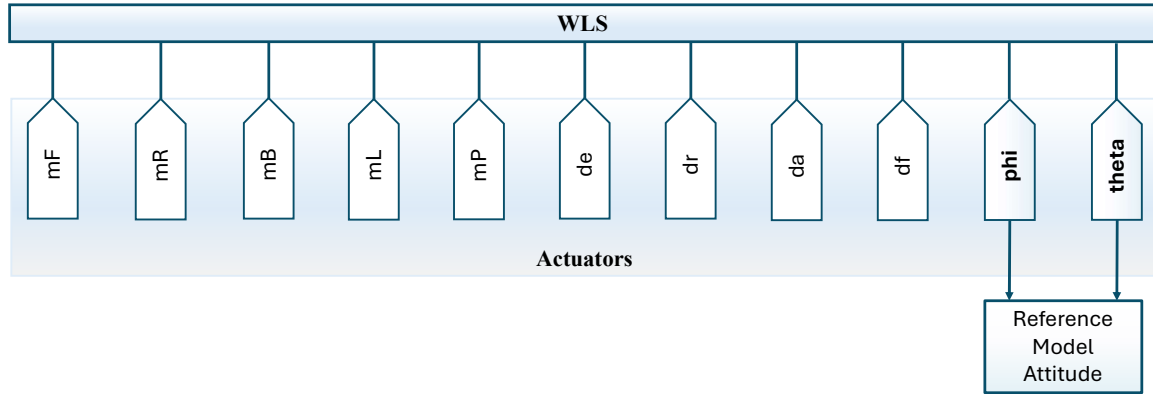 WLS
mF
mR
mB
mL
mP
de
dr
da
df
phi
theta
Actuators
Reference
Model
Attitude